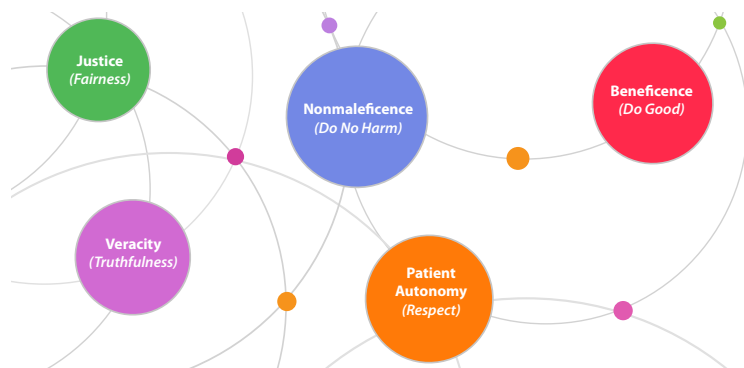 Justice
(Fairness)
Nonmaleficence
(Do No Harm)
Beneficence
(Do Good)
Veracity
(Truthfulness)
Patient
Autonomy
(Respect)